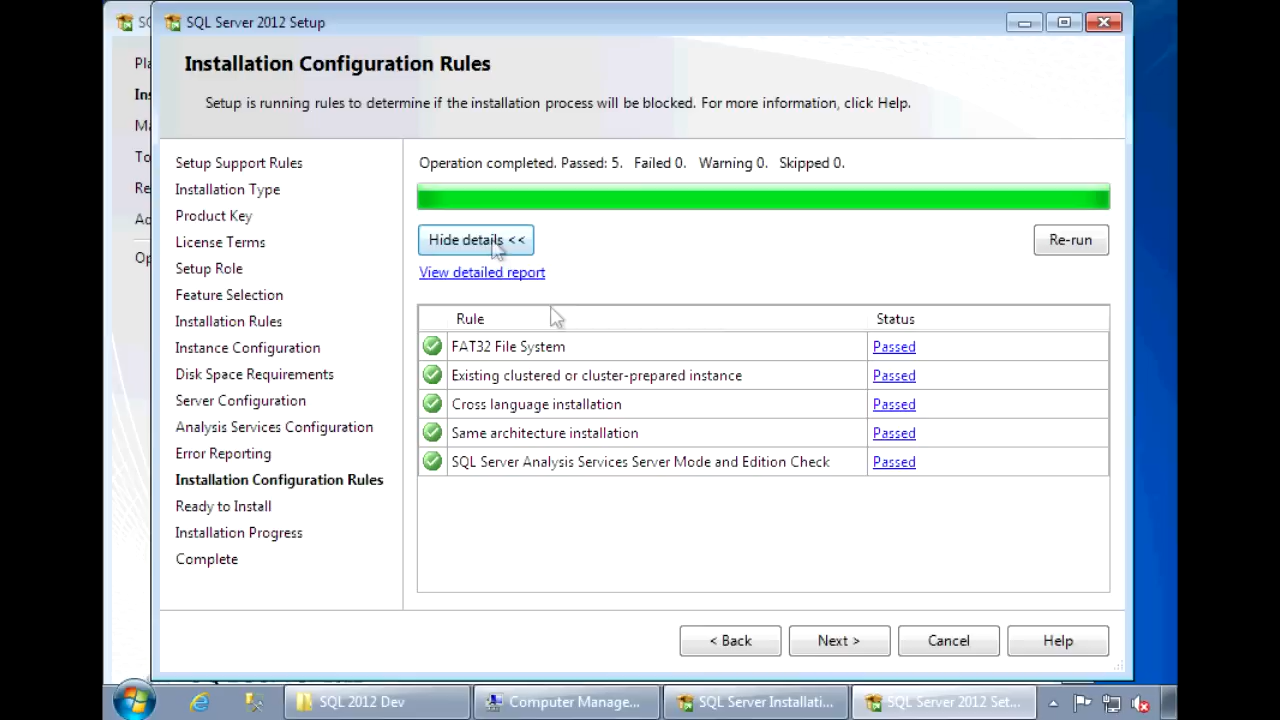 SQL Server 2012 Setup
Installation Configuration Rules
Setup is running rules to determine if the installation process will be blocked. For more information, click Help.
Setup Support Rules
Installation Type
Product Key
License Terms
Setup Role
Feature Selection
Installation Rules
Instance Configuration
Disk Space Requirements
Server Configuration
Analysis Services Configuration
Error Reporting
Installation Configuration Rules
Ready to Install
Installation Progress
Complete
Operation completed. Passed: 5. Failed 0. Warning 0. Skipped 0.
Hide details <<
Re-run
View detailed report
Rule Status
FAT32 File System Passed
Existing clustered or cluster-prepared instance Passed
Cross language installation Passed
Same architecture installation Passed
SQL Server Analysis Services Server Mode and Edition Check Passed
< Back Next > Cancel Help
SQL 2012 Dev Computer Manage... SQL Server Installati... SQL Server 2012 Set...